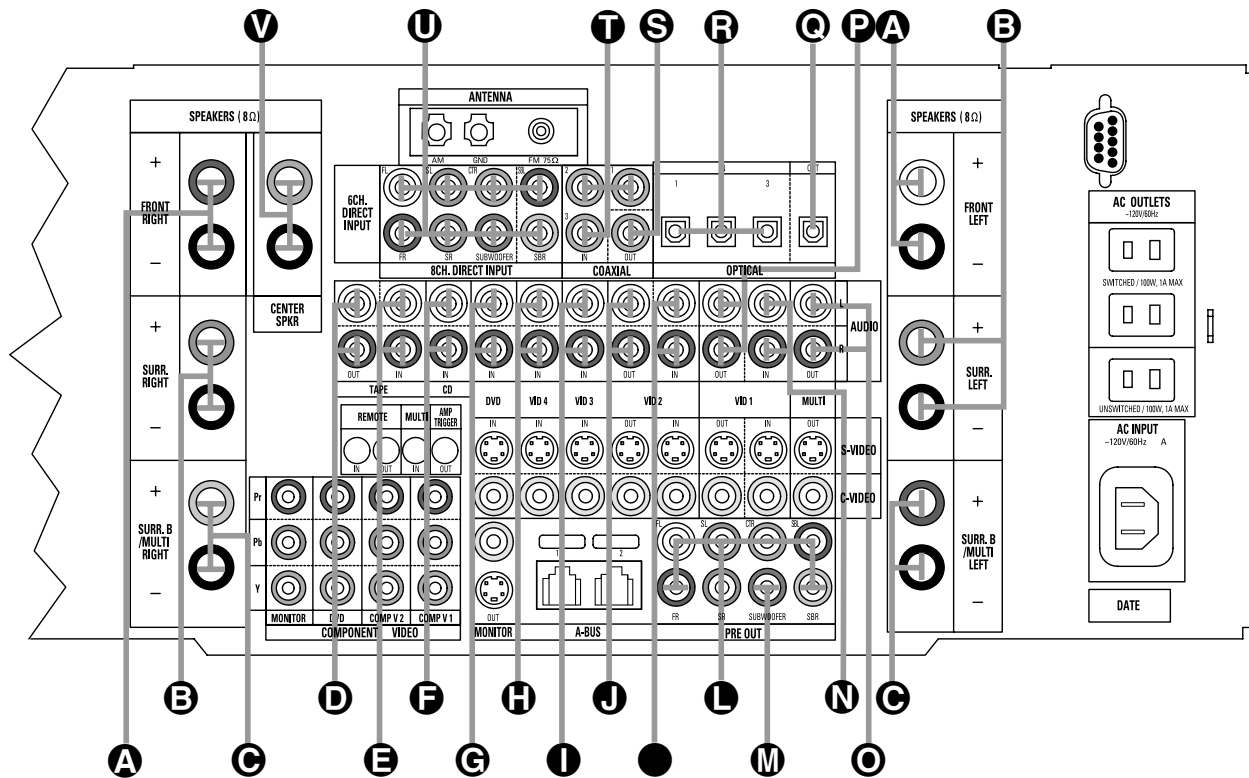 V U T S R Q P A B
ANTENNA
AM GND FM 75Ω
SPEAKERS (8Ω)
SPEAKERS (8Ω)
+
FRONT
RIGHT
−
CENTER
SPKR
+
SURR.
RIGHT
−
+
SURR. B
/MULTI
RIGHT
−
6CH.
DIRECT
INPUT
FL SL CTR SBL
FR SR SUBWOOFER SBR
8CH. DIRECT INPUT
2 1
3
IN OUT
COAXIAL
1 3
OUT
OPTICAL
L
AUDIO
R
OUT IN IN IN IN IN OUT IN OUT IN OUT
TAPE CD
DVD VID 4 VID 3 VID 2 VID 1 MULTI
REMOTE MULTI AMP
TRIGGER
IN OUT IN OUT
IN IN IN OUT IN OUT IN OUT
S-VIDEO
C-VIDEO
Pr
Pb
Y
MONITOR DVD COMP V 2 COMP V 1
COMPONENT VIDEO
OUT
MONITOR
1 2
A-BUS
FL SL CTR SBL
FR SR SUBWOOFER SBR
PRE OUT
+
FRONT
LEFT
−
+
SURR.
LEFT
−
+
SURR. B
/MULTI
LEFT
−
AC OUTLETS
~120V/60Hz
SWITCHED / 100W, 1A MAX
UNSWITCHED / 100W, 1A MAX
AC INPUT
~120V/60Hz A
DATE
B D F H J L N C
A C E G I M O